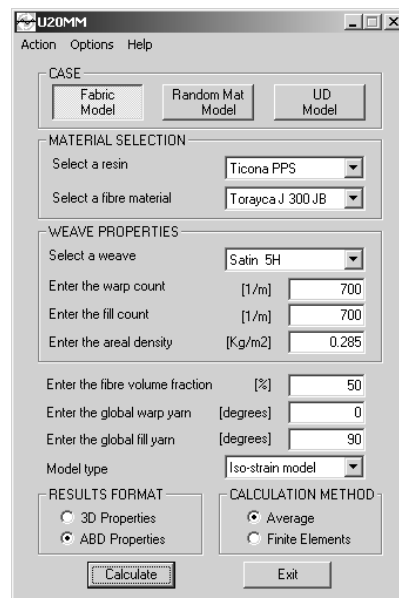 U20MM
Action Options Help
CASE
Fabric Model Random Mat Model UD Model
MATERIAL SELECTION
Select a resin Ticona PPS
Select a fibre material Torayca J 300 JB
WEAVE PROPERTIES
Select a weave Satin 5H
Enter the warp count [1/m] 700
Enter the fill count [1/m] 700
Enter the areal density [Kg/m2] 0.285
Enter the fibre volume fraction [%] 50
Enter the global warp yarn [degrees] 0
Enter the global fill yarn [degrees] 90
Model type Iso-strain model
RESULTS FORMAT CALCULATION METHOD
3D Properties Average
ABD Properties Finite Elements
Calculate Exit